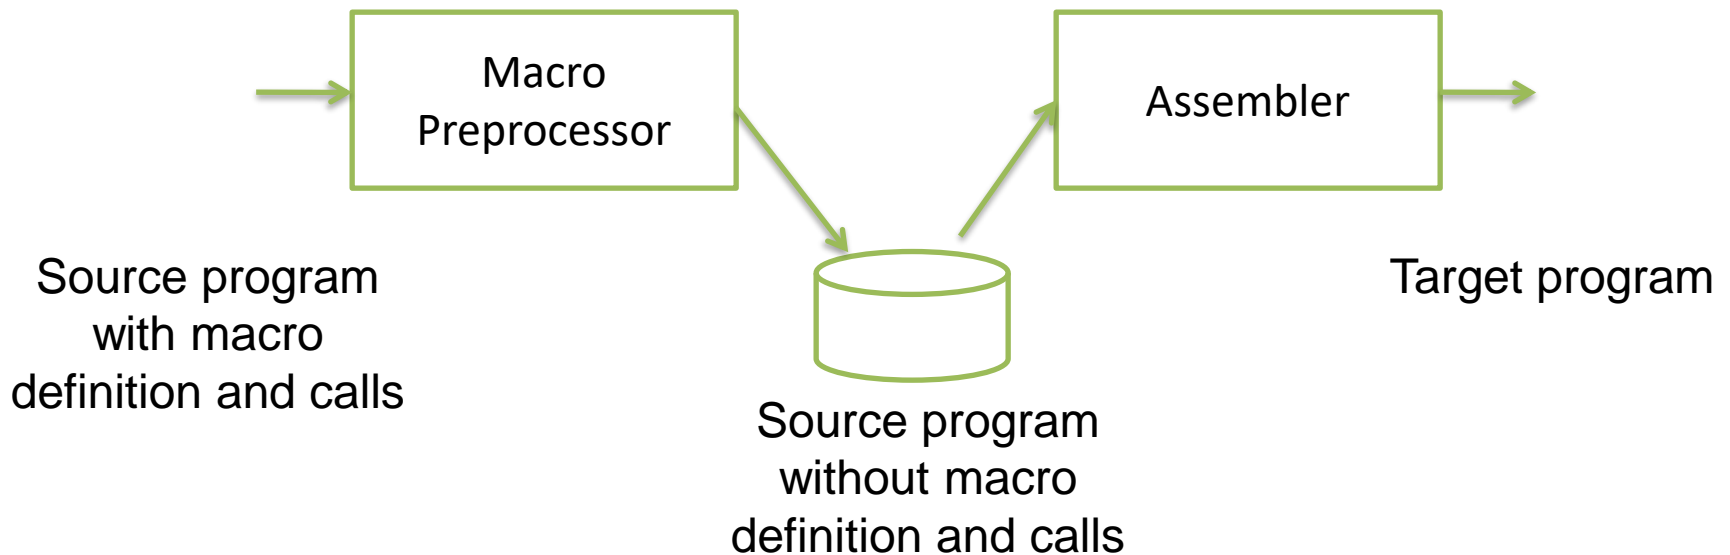 Macro
Preprocessor
Assembler
Source program
with macro
definition and calls
Target program
Source program
without macro
definition and calls